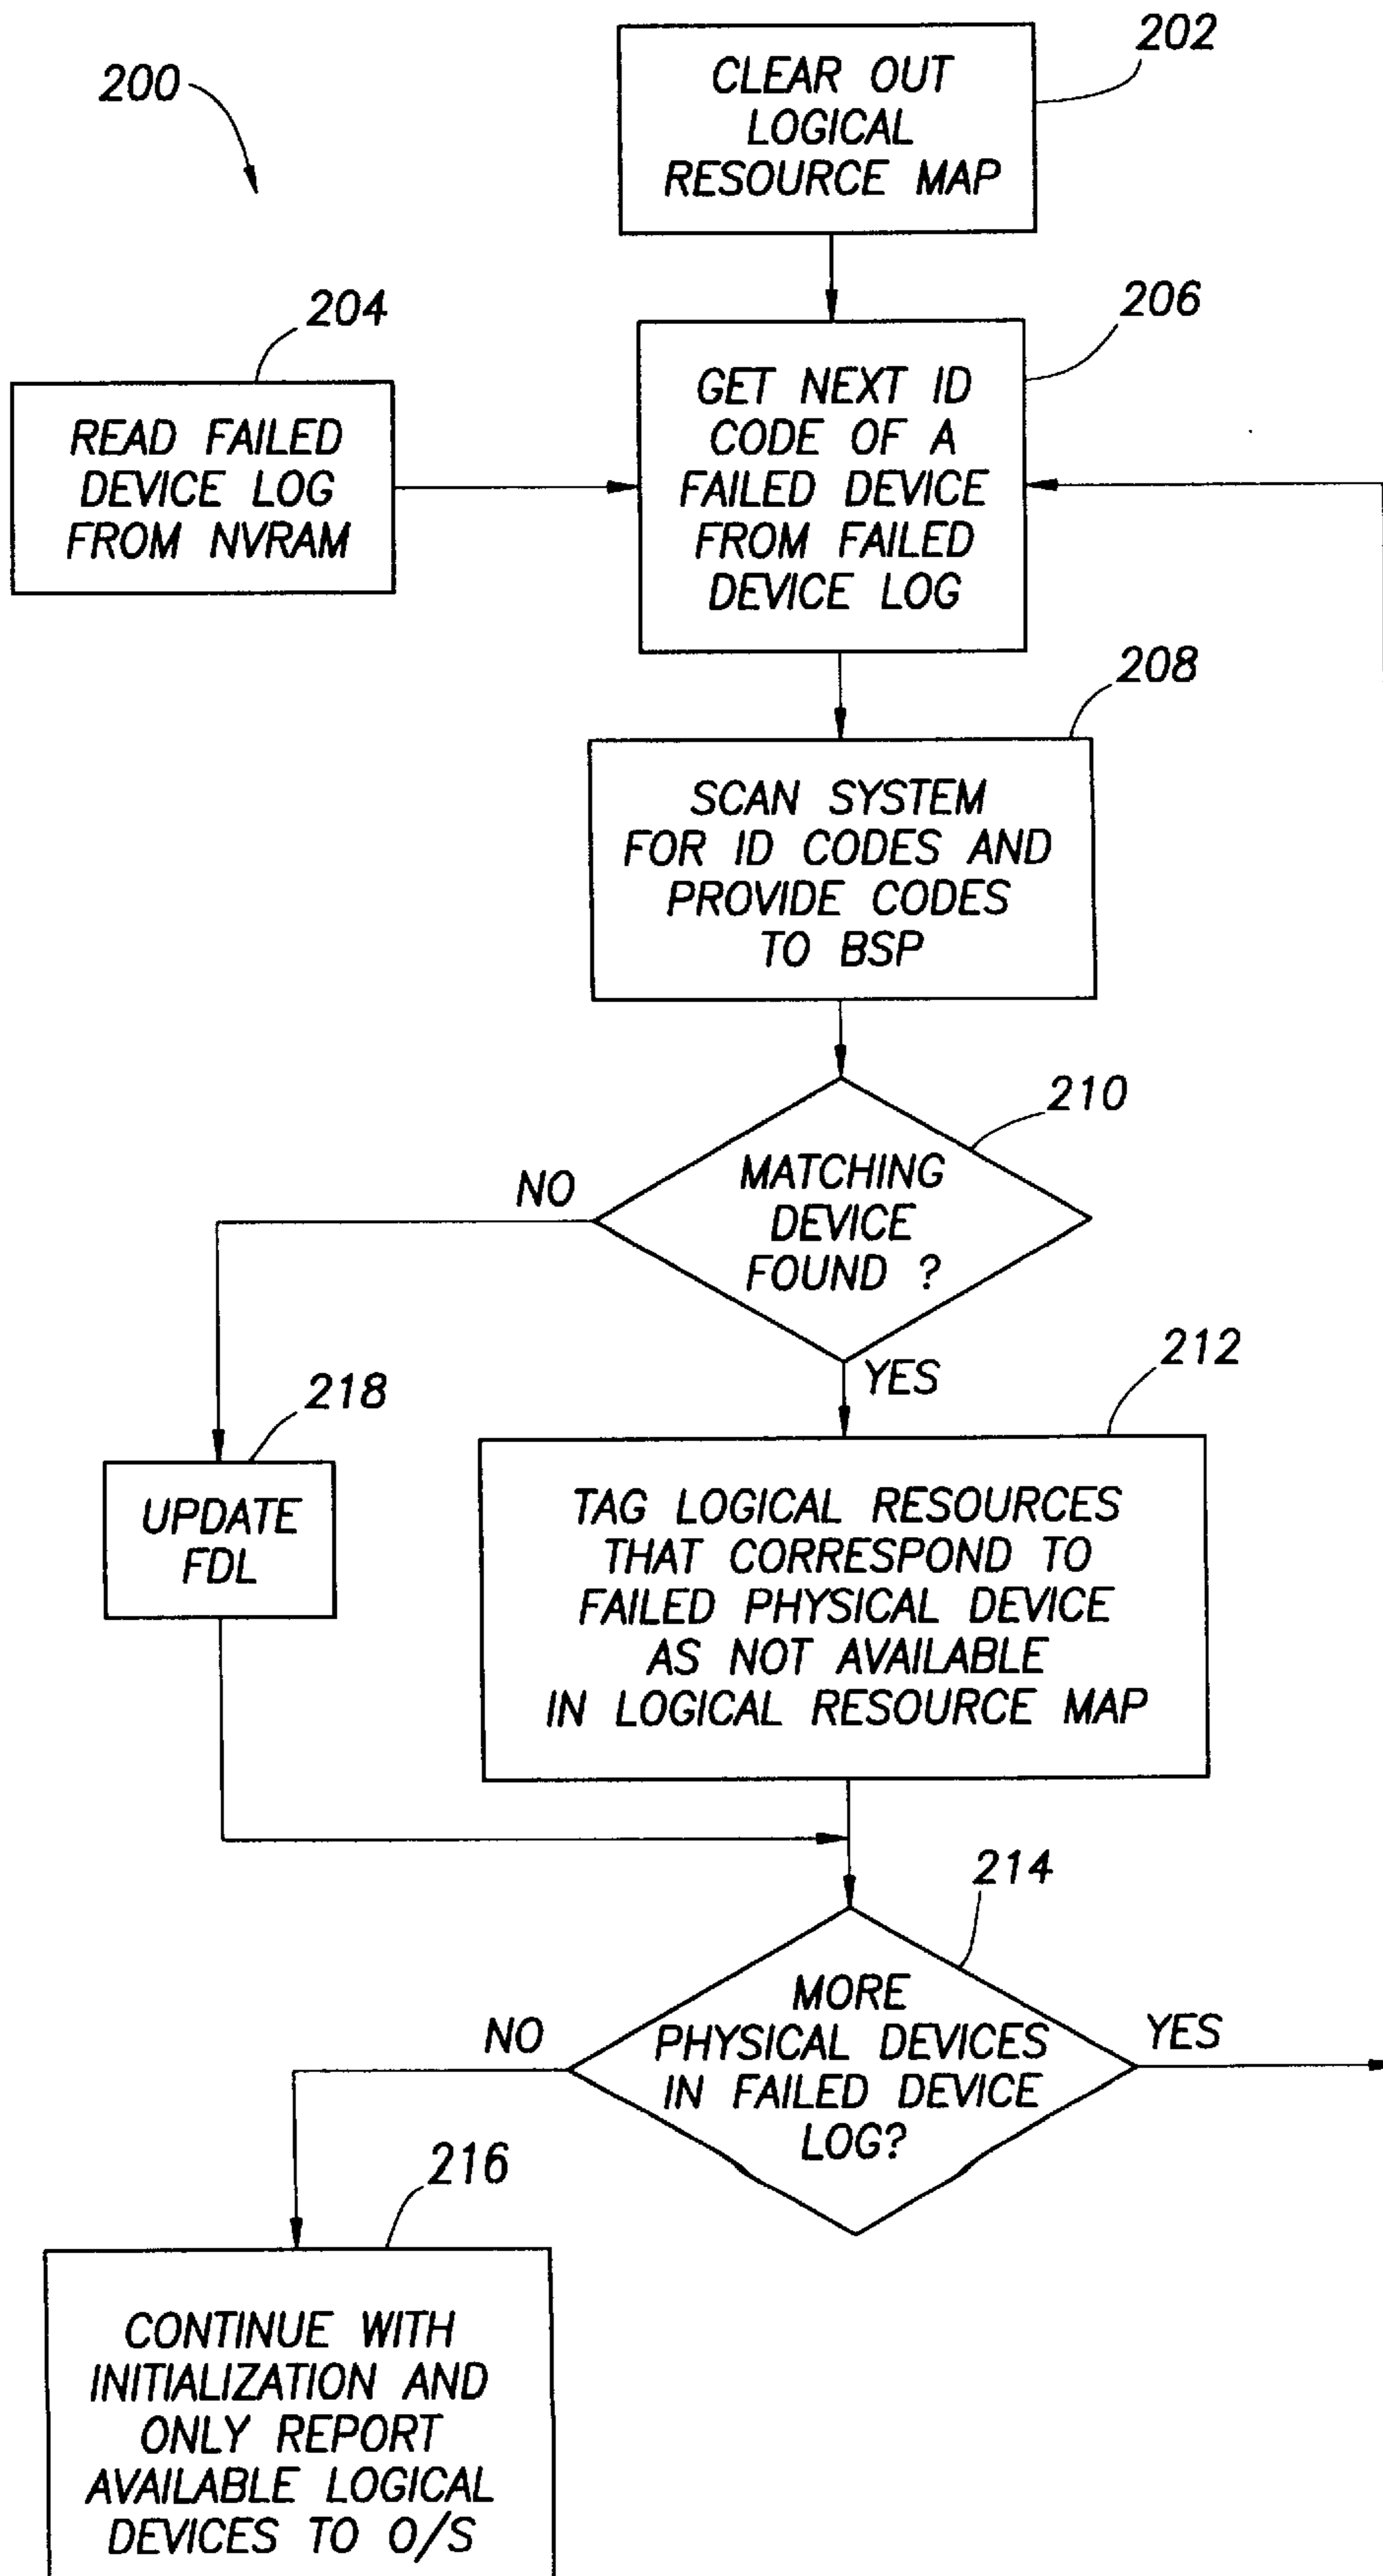 200
202
CLEAR OUT
LOGICAL
RESOURCE MAP
204
READ FAILED
DEVICE LOG
FROM NVRAM
206
GET NEXT ID
CODE OF A
FAILED DEVICE
FROM FAILED
DEVICE LOG
208
SCAN SYSTEM
FOR ID CODES AND
PROVIDE CODES
TO BSP
210
MATCHING
DEVICE
FOUND ?
NO
YES
218
UPDATE
FDL
212
TAG LOGICAL RESOURCES
THAT CORRESPOND TO
FAILED PHYSICAL DEVICE
AS NOT AVAILABLE
IN LOGICAL RESOURCE MAP
214
MORE
PHYSICAL DEVICES
IN FAILED DEVICE
LOG?
NO
YES
216
CONTINUE WITH
INITIALIZATION AND
ONLY REPORT
AVAILABLE LOGICAL
DEVICES TO O/S